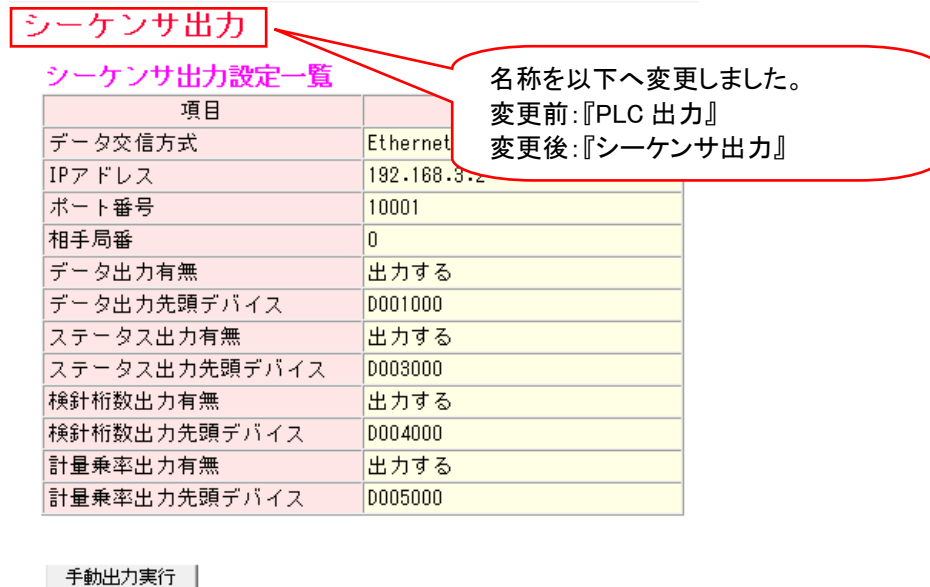 シーケンサ出力
名称を以下へ変更しました。
変更前：『PLC 出力』
変更後：『シーケンサ出力』
シーケンサ出力設定一覧
項目
データ交信方式 Ethernet
IPアドレス 192.168.3.2
ポート番号 10001
相手局番 0
データ出力有無 出力する
データ出力先頭デバイス D001000
ステータス出力有無 出力する
ステータス出力先頭デバイス D003000
検針桁数出力有無 出力する
検針桁数出力先頭デバイス D004000
計量乗率出力有無 出力する
計量乗率出力先頭デバイス D005000
手動出力実行